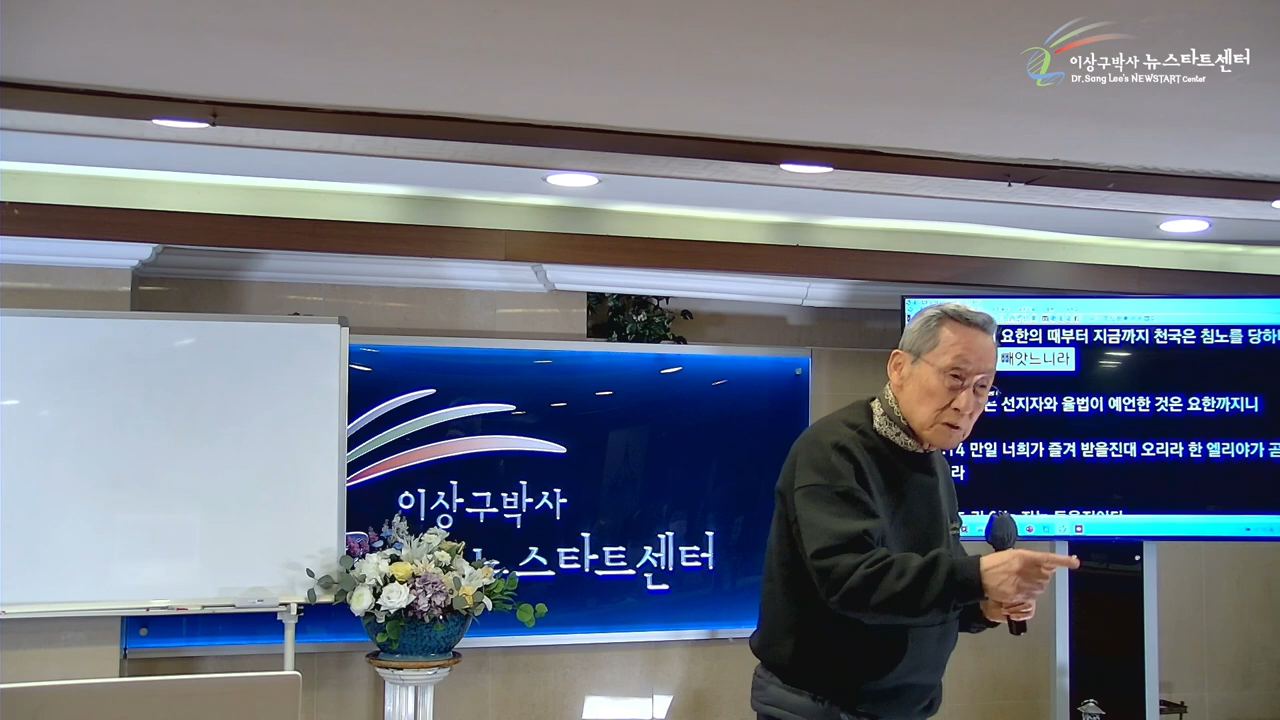 이상구박사 뉴스타트센터
Dr.Sang Lee's NEWSTART Center
요한의 때부터 지금까지 천국은 침노를 당하
빼앗느니라
선지자와 율법이 예언한 것은 요한까지니
14 만일 너희가 즐겨 받을진대 오리라 한 엘리야가 곧
라
이상구박사
뉴스타트센터